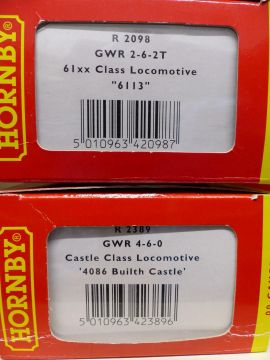 HORNBY
R 2098
GWR 2-6-2T
61xx Class Locomotive
"6113"
5 010963 420987
HORNBY
R 2389
GWR 4-6-0
Castle Class Locomotive
'4086 Builth Castle'
5 010963 423896